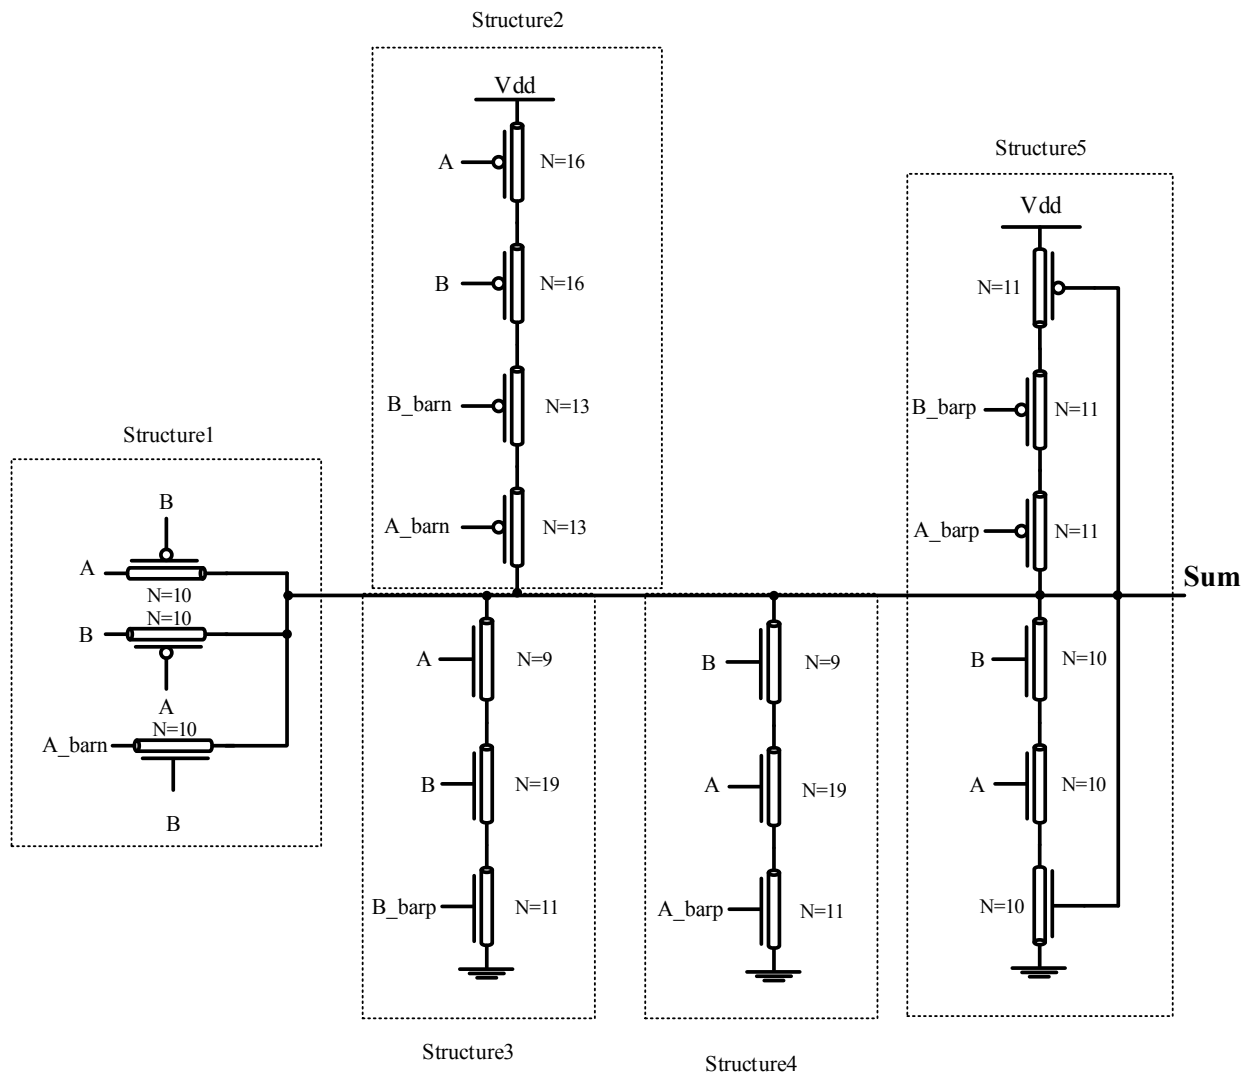 Structure2
Vdd
A
N=16
B
N=16
B_barn
N=13
A_barn
N=13
Structure1
B
A
N=10
N=10
B
A
N=10
A_barn
B
A
N=9
B
N=19
B_barp
N=11
Structure3
B
N=9
A
N=19
A_barp
N=11
Structure4
Structure5
Vdd
N=11
B_barp
N=11
A_barp
N=11
Sum
B
N=10
A
N=10
N=10